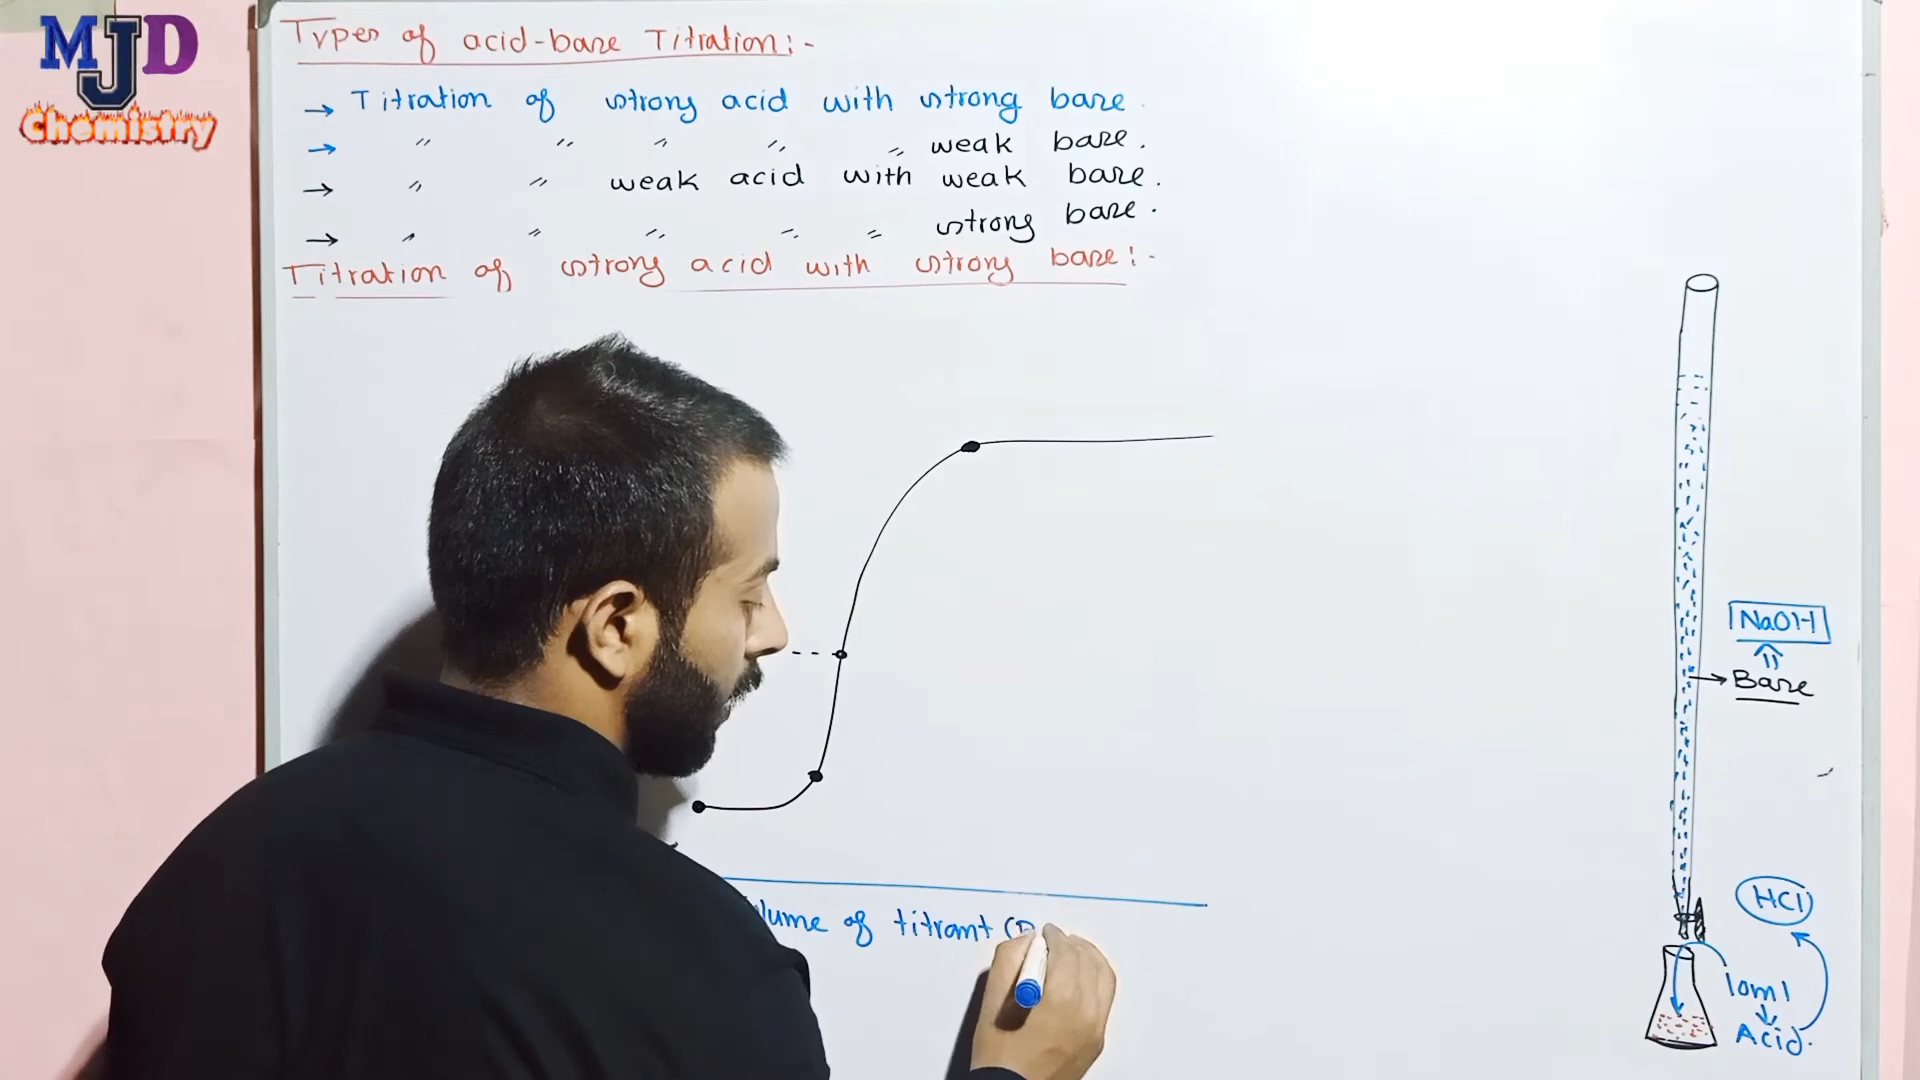 MJD
Chemistry
Types of acid-base Titration:-
→ Titration of strong acid with strong base.
→ " " " " " weak base.
→ " " weak acid with weak base.
→ " " " " " strong base.
Titration of strong acid with strong base:-
NaOH
Base
HCl
10ml
Acid.
of titrant (